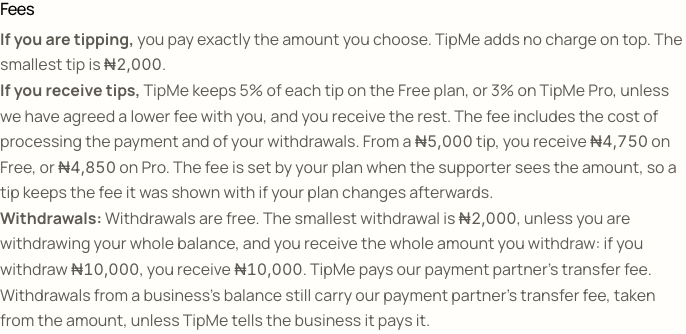 Fees
If you are tipping, you pay exactly the amount you choose. TipMe adds no charge on top. The
smallest tip is ₦2,000.
If you receive tips, TipMe keeps 5% of each tip on the Free plan, or 3% on TipMe Pro, unless
we have agreed a lower fee with you, and you receive the rest. The fee includes the cost of
processing the payment and of your withdrawals. From a ₦5,000 tip, you receive ₦4,750 on
Free, or ₦4,850 on Pro. The fee is set by your plan when the supporter sees the amount, so a
tip keeps the fee it was shown with if your plan changes afterwards.
Withdrawals: Withdrawals are free. The smallest withdrawal is ₦2,000, unless you are
withdrawing your whole balance, and you receive the whole amount you withdraw: if you
withdraw ₦10,000, you receive ₦10,000. TipMe pays our payment partner's transfer fee.
Withdrawals from a business's balance still carry our payment partner's transfer fee, taken
from the amount, unless TipMe tells the business it pays it.